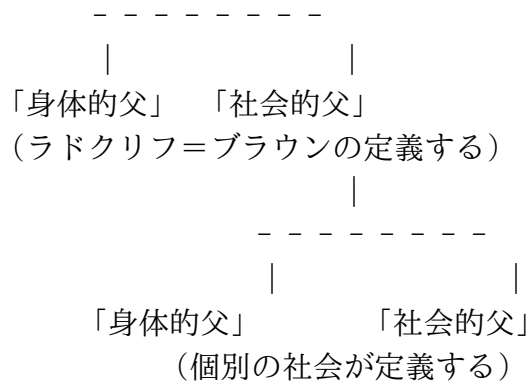 「身体的父」 「社会的父」
(ラドクリフ＝ブラウンの定義する)
「身体的父」 「社会的父」
(個別の社会が定義する)